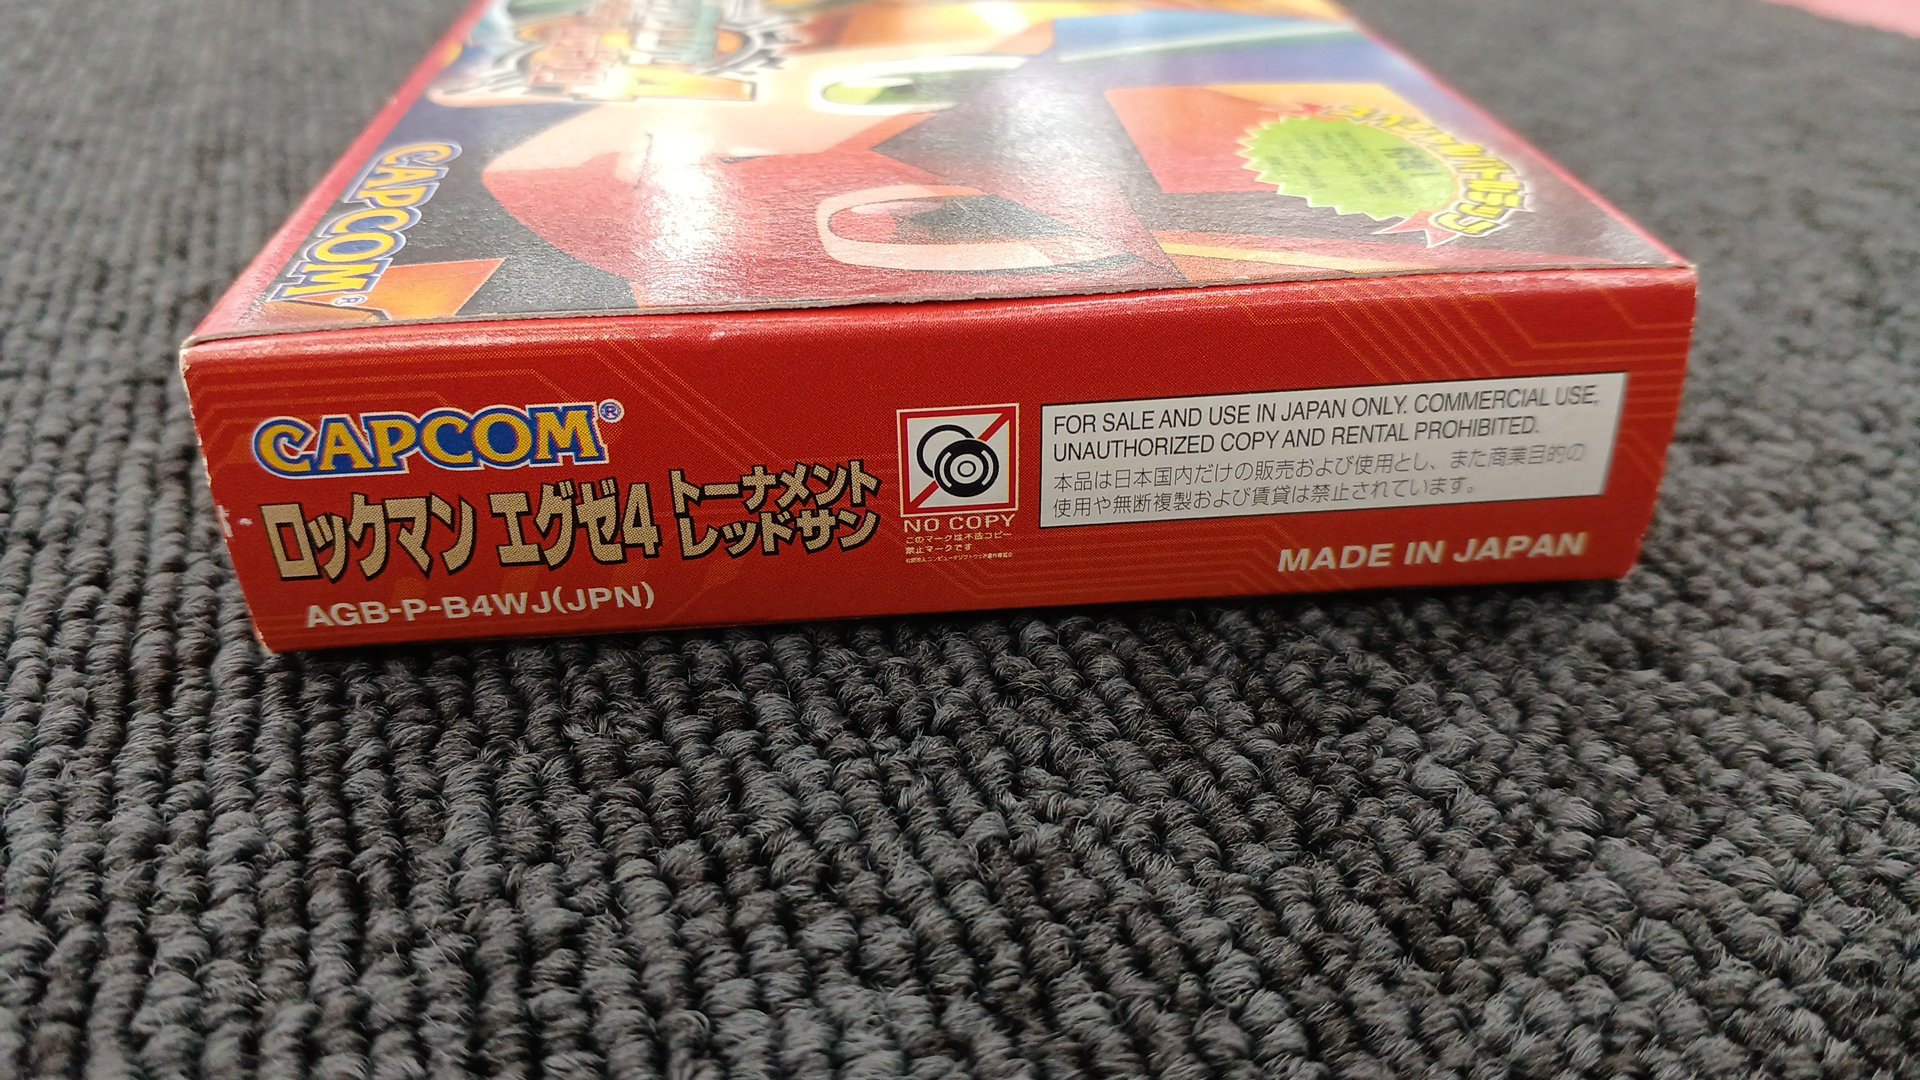 CAPCOM®
CAPCOM®
ロックマン エグゼ4 トーナメント
レッドサン
AGB-P-B4WJ(JPN)
NO COPY
このマークは不法コピー
禁止マークです
FOR SALE AND USE IN JAPAN ONLY. COMMERCIAL USE,
UNAUTHORIZED COPY AND RENTAL PROHIBITED.
本品は日本国内だけの販売および使用とし、また商業目的の
使用や無断複製および賃貸は禁止されています。
MADE IN JAPAN